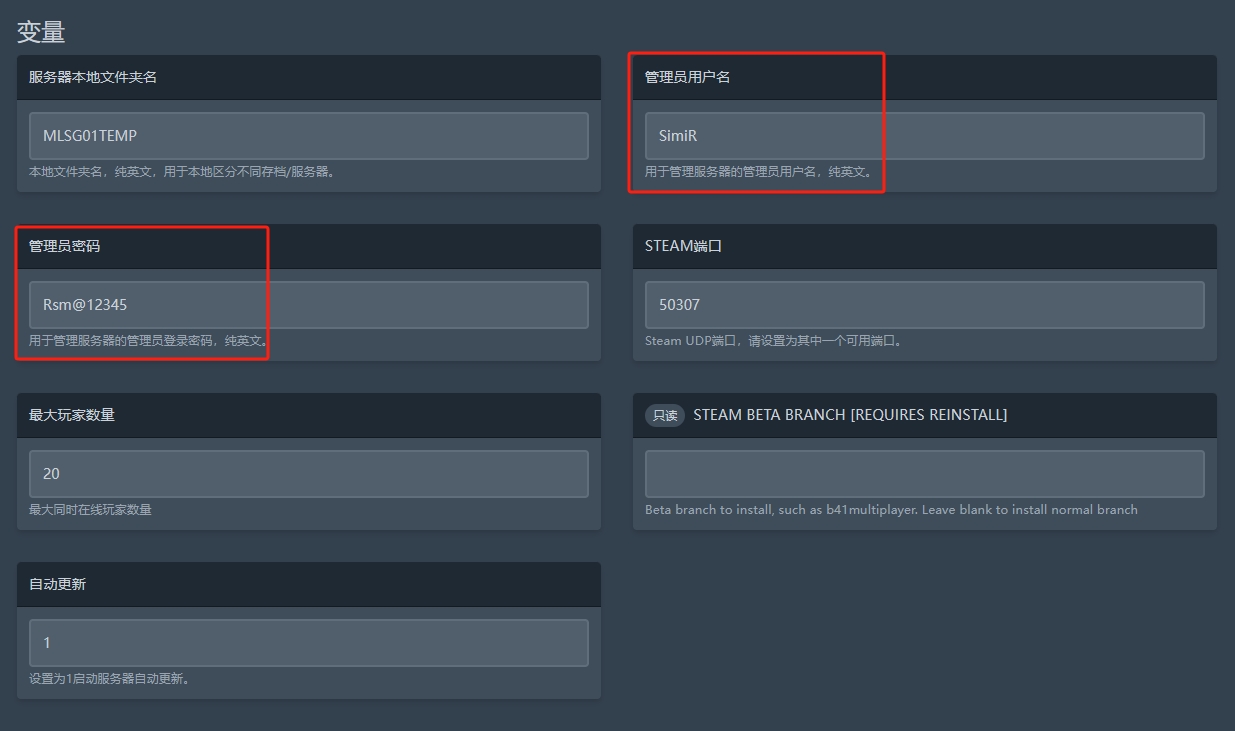 变量
服务器本地文件夹名
MLSG01TEMP
本地文件夹名，纯英文，用于本地区分不同存档/服务器。
管理员用户名
SimiR
用于管理服务器的管理员用户名，纯英文。
管理员密码
Rsm@12345
用于管理服务器的管理员登录密码，纯英文。
STEAM端口
50307
Steam UDP端口，请设置为其中一个可用端口。
最大玩家数量
20
最大同时在线玩家数量
只读 STEAM BETA BRANCH [REQUIRES REINSTALL]
Beta branch to install, such as b41multiplayer. Leave blank to install normal branch
自动更新
1
设置为1启动服务器自动更新。